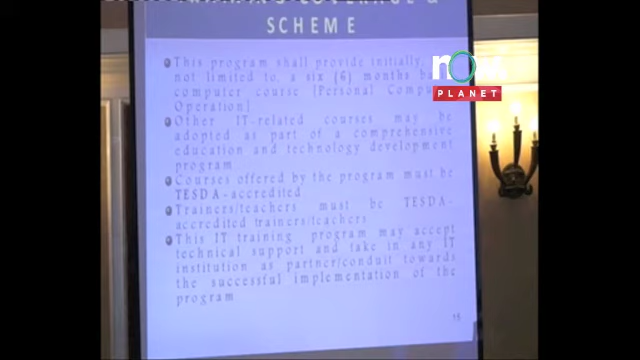 TRAINING COVERAGE &
SCHEME
This program shall provide initially,
not limited to, a six (6) months
computer course [Personal
Operation]
Other IT-related courses may be
adopted as part of a comprehensive
education and technology development
program
Courses offered by the program must be
TESDA-accredited
Trainers/teachers must be TESDA-
accredited trainers/teachers
This IT training program may accept
technical support and take in any IT
institution as partner/conduit towards
the successful implementation of the
program
15
now
PLANET